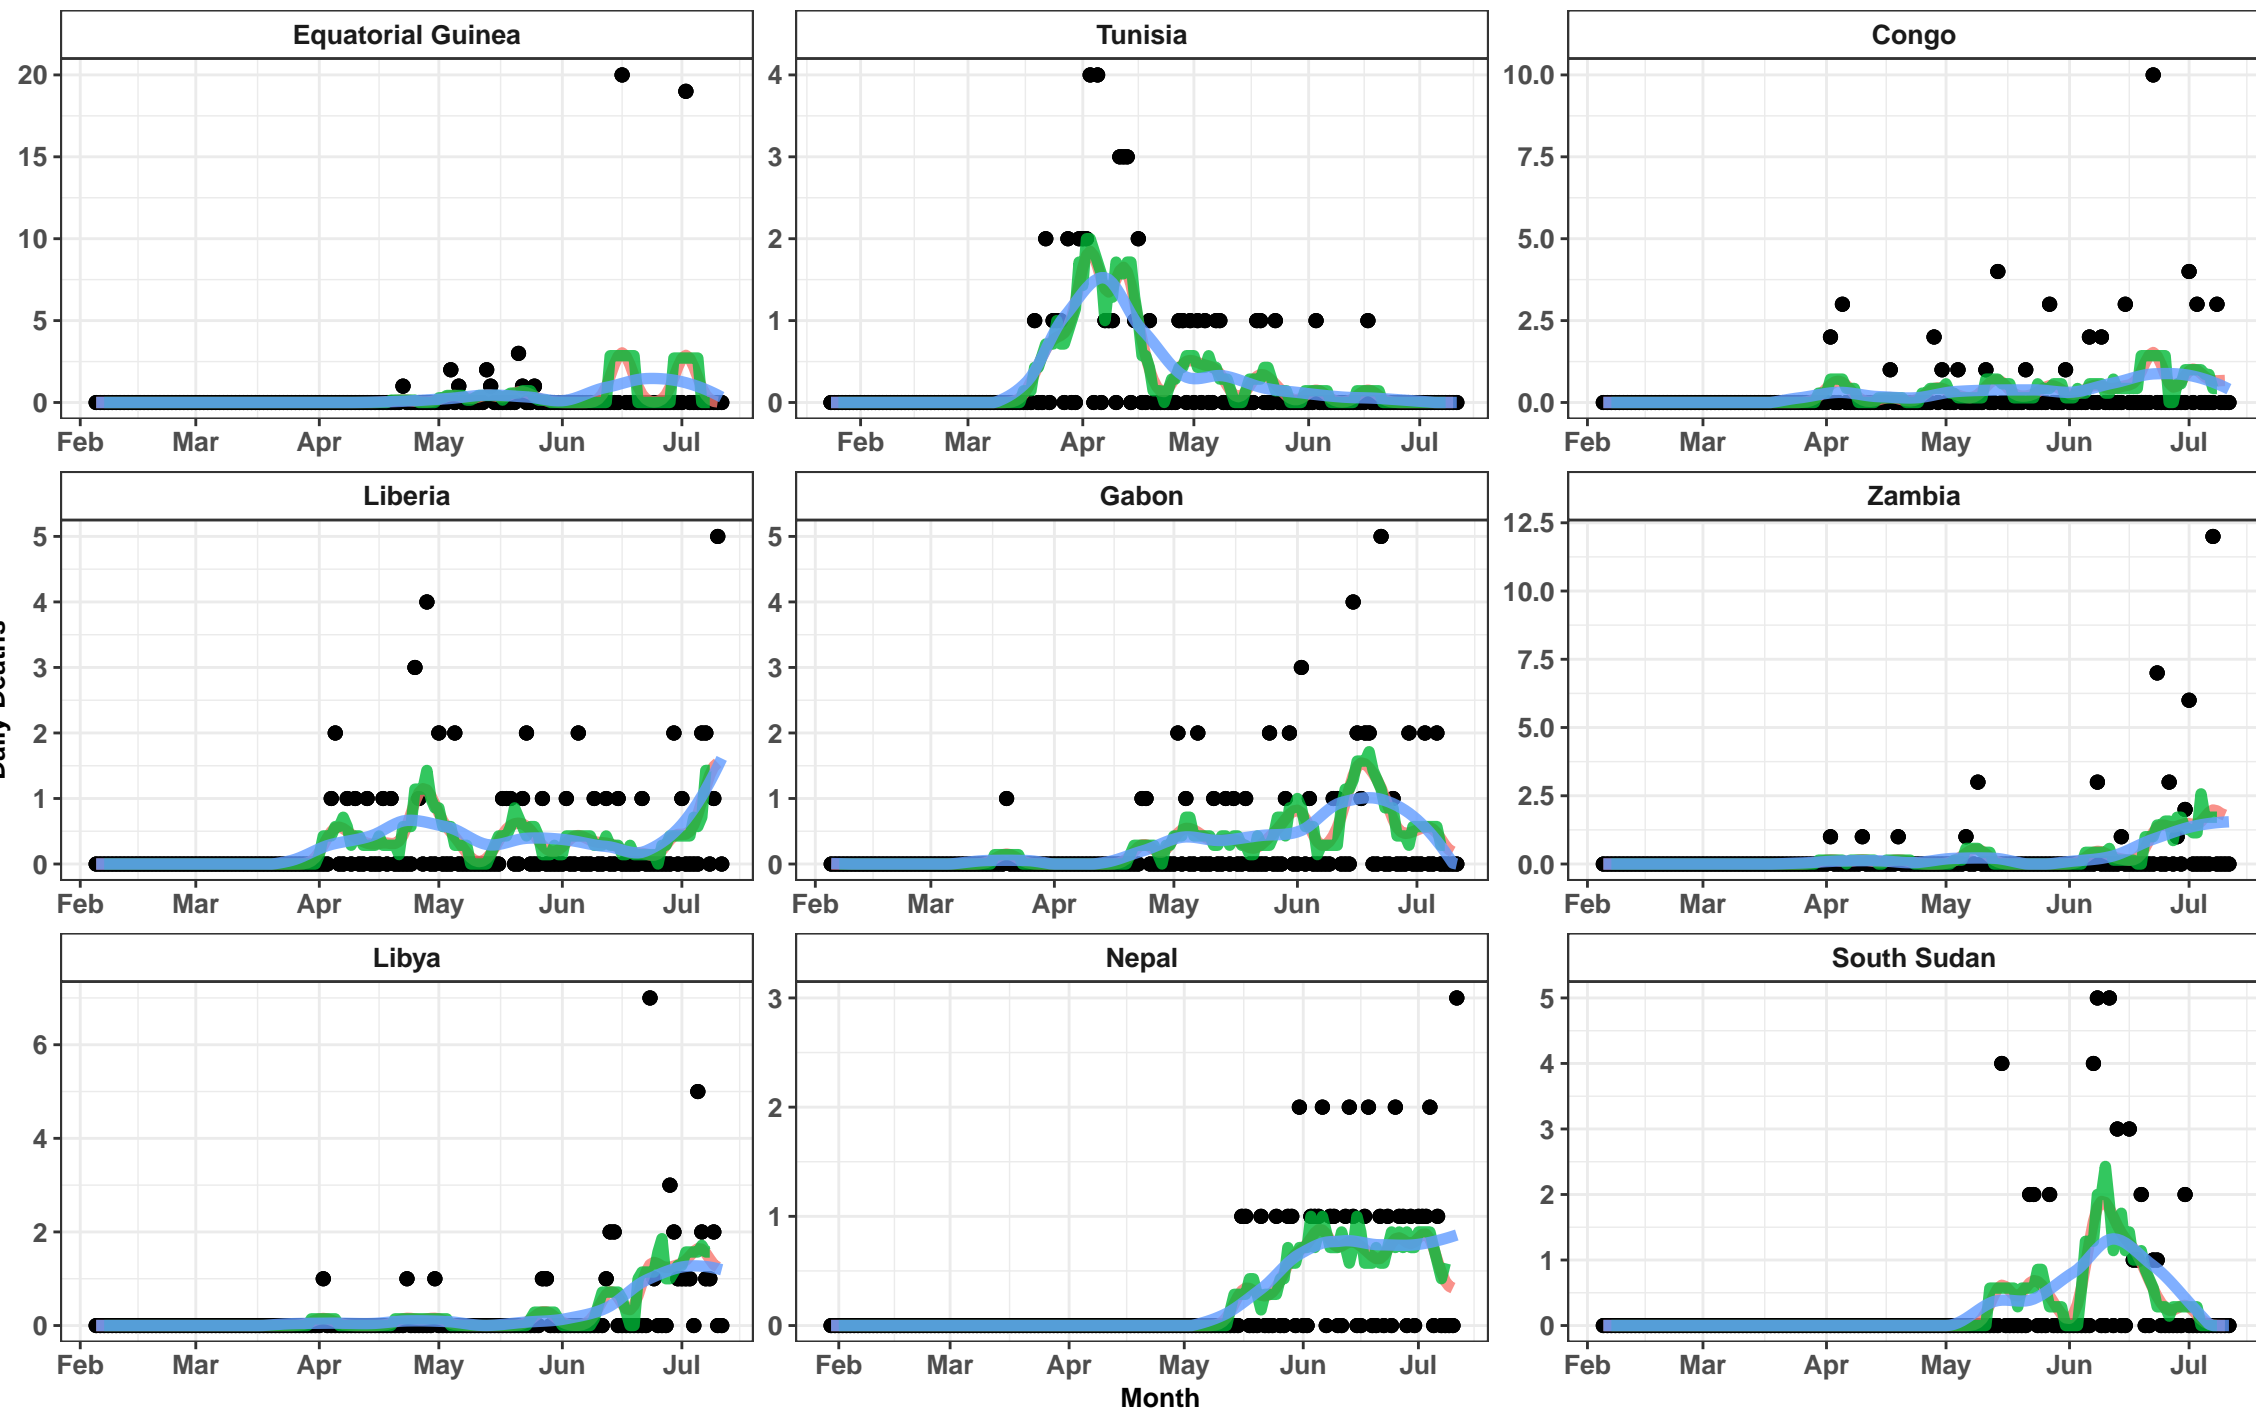 Equatorial Guinea Tunisia Congo
20 4 10.0
15 3 7.5
10 2 5.0
5 1 2.5
0 0 0.0
Feb Mar Apr May Jun Jul Feb Mar Apr May Jun Jul Feb Mar Apr May Jun Jul
Liberia Gabon Zambia
12.5
5 5 10.0
4 4 7.5
3 3 5.0
2 2 2.5
1 1 0.0
0 0
Feb Mar Apr May Jun Jul Feb Mar Apr May Jun Jul Feb Mar Apr May Jun Jul
Libya Nepal South Sudan
6 3 5
4 2 4
2 1 3
0 0 2
1
0
Feb Mar Apr May Jun Jul Feb Mar Apr May Jun Jul Feb Mar Apr May Jun Jul
Month